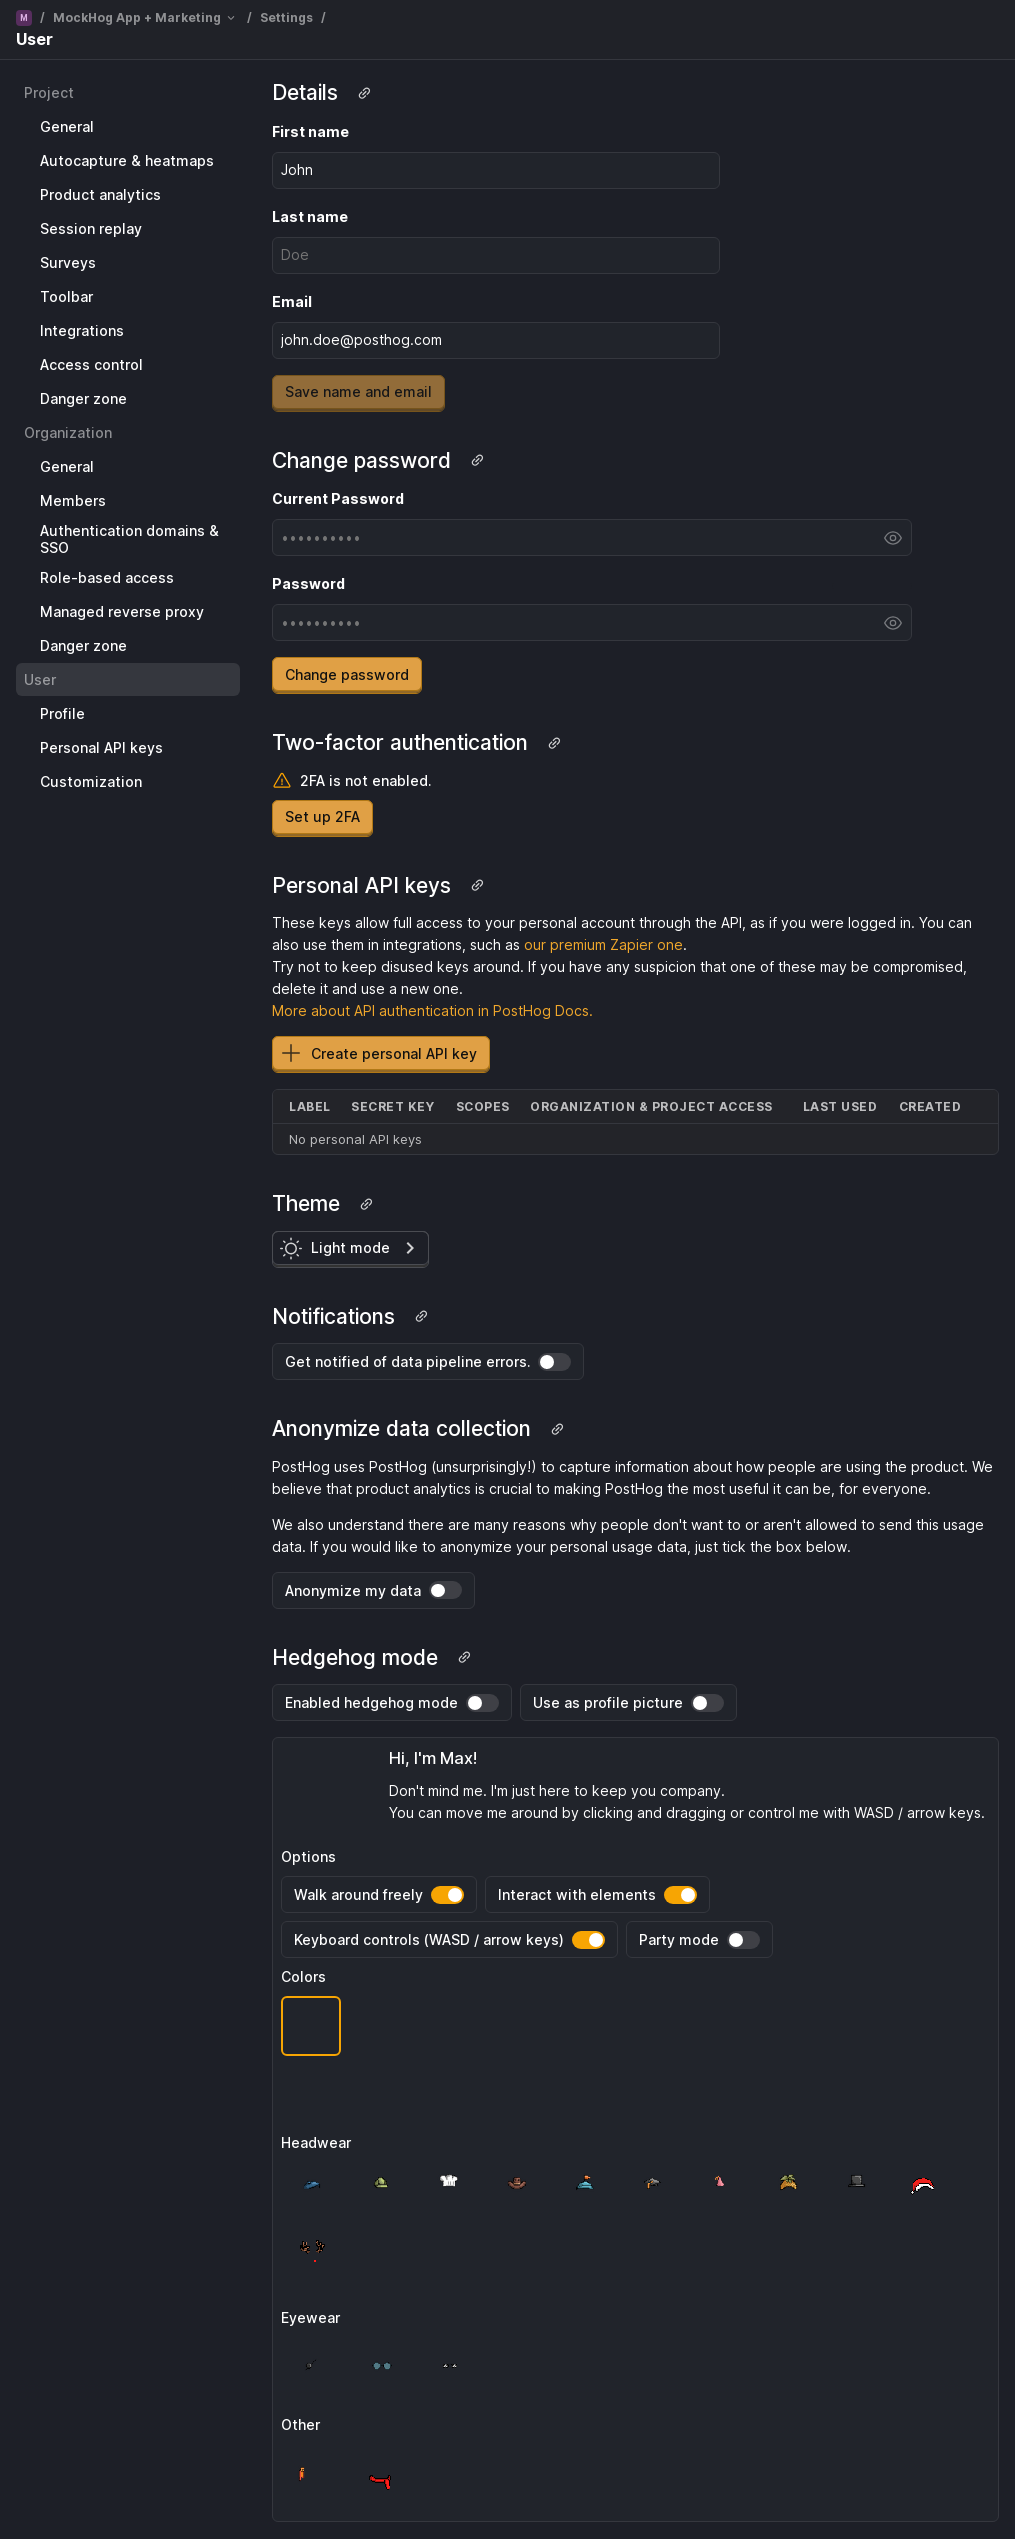 M / MockHog App + Marketing / Settings /
User
Project
General
Autocapture & heatmaps
Product analytics
Session replay
Surveys
Toolbar
Integrations
Access control
Danger zone
Organization
General
Members
Authentication domains &
SSO
Role-based access
Managed reverse proxy
Danger zone
User
Profile
Personal API keys
Customization
Details
First name
John
Last name
Doe
Email
john.doe@posthog.com
Save name and email
Change password
Current Password
••••••••••
Password
••••••••••
Change password
Two-factor authentication
2FA is not enabled.
Set up 2FA
Personal API keys
These keys allow full access to your personal account through the API, as if you were logged in. You can
also use them in integrations, such as our premium Zapier one.
Try not to keep disused keys around. If you have any suspicion that one of these may be compromised,
delete it and use a new one.
More about API authentication in PostHog Docs.
Create personal API key
LABEL SECRET KEY SCOPES ORGANIZATION & PROJECT ACCESS LAST USED CREATED
No personal API keys
Theme
Light mode
Notifications
Get notified of data pipeline errors.
Anonymize data collection
PostHog uses PostHog (unsurprisingly!) to capture information about how people are using the product. We
believe that product analytics is crucial to making PostHog the most useful it can be, for everyone.
We also understand there are many reasons why people don't want to or aren't allowed to send this usage
data. If you would like to anonymize your personal usage data, just tick the box below.
Anonymize my data
Hedgehog mode
Enabled hedgehog mode Use as profile picture
Hi, I'm Max!
Don't mind me. I'm just here to keep you company.
You can move me around by clicking and dragging or control me with WASD / arrow keys.
Options
Walk around freely Interact with elements
Keyboard controls (WASD / arrow keys) Party mode
Colors
Headwear
Eyewear
Other